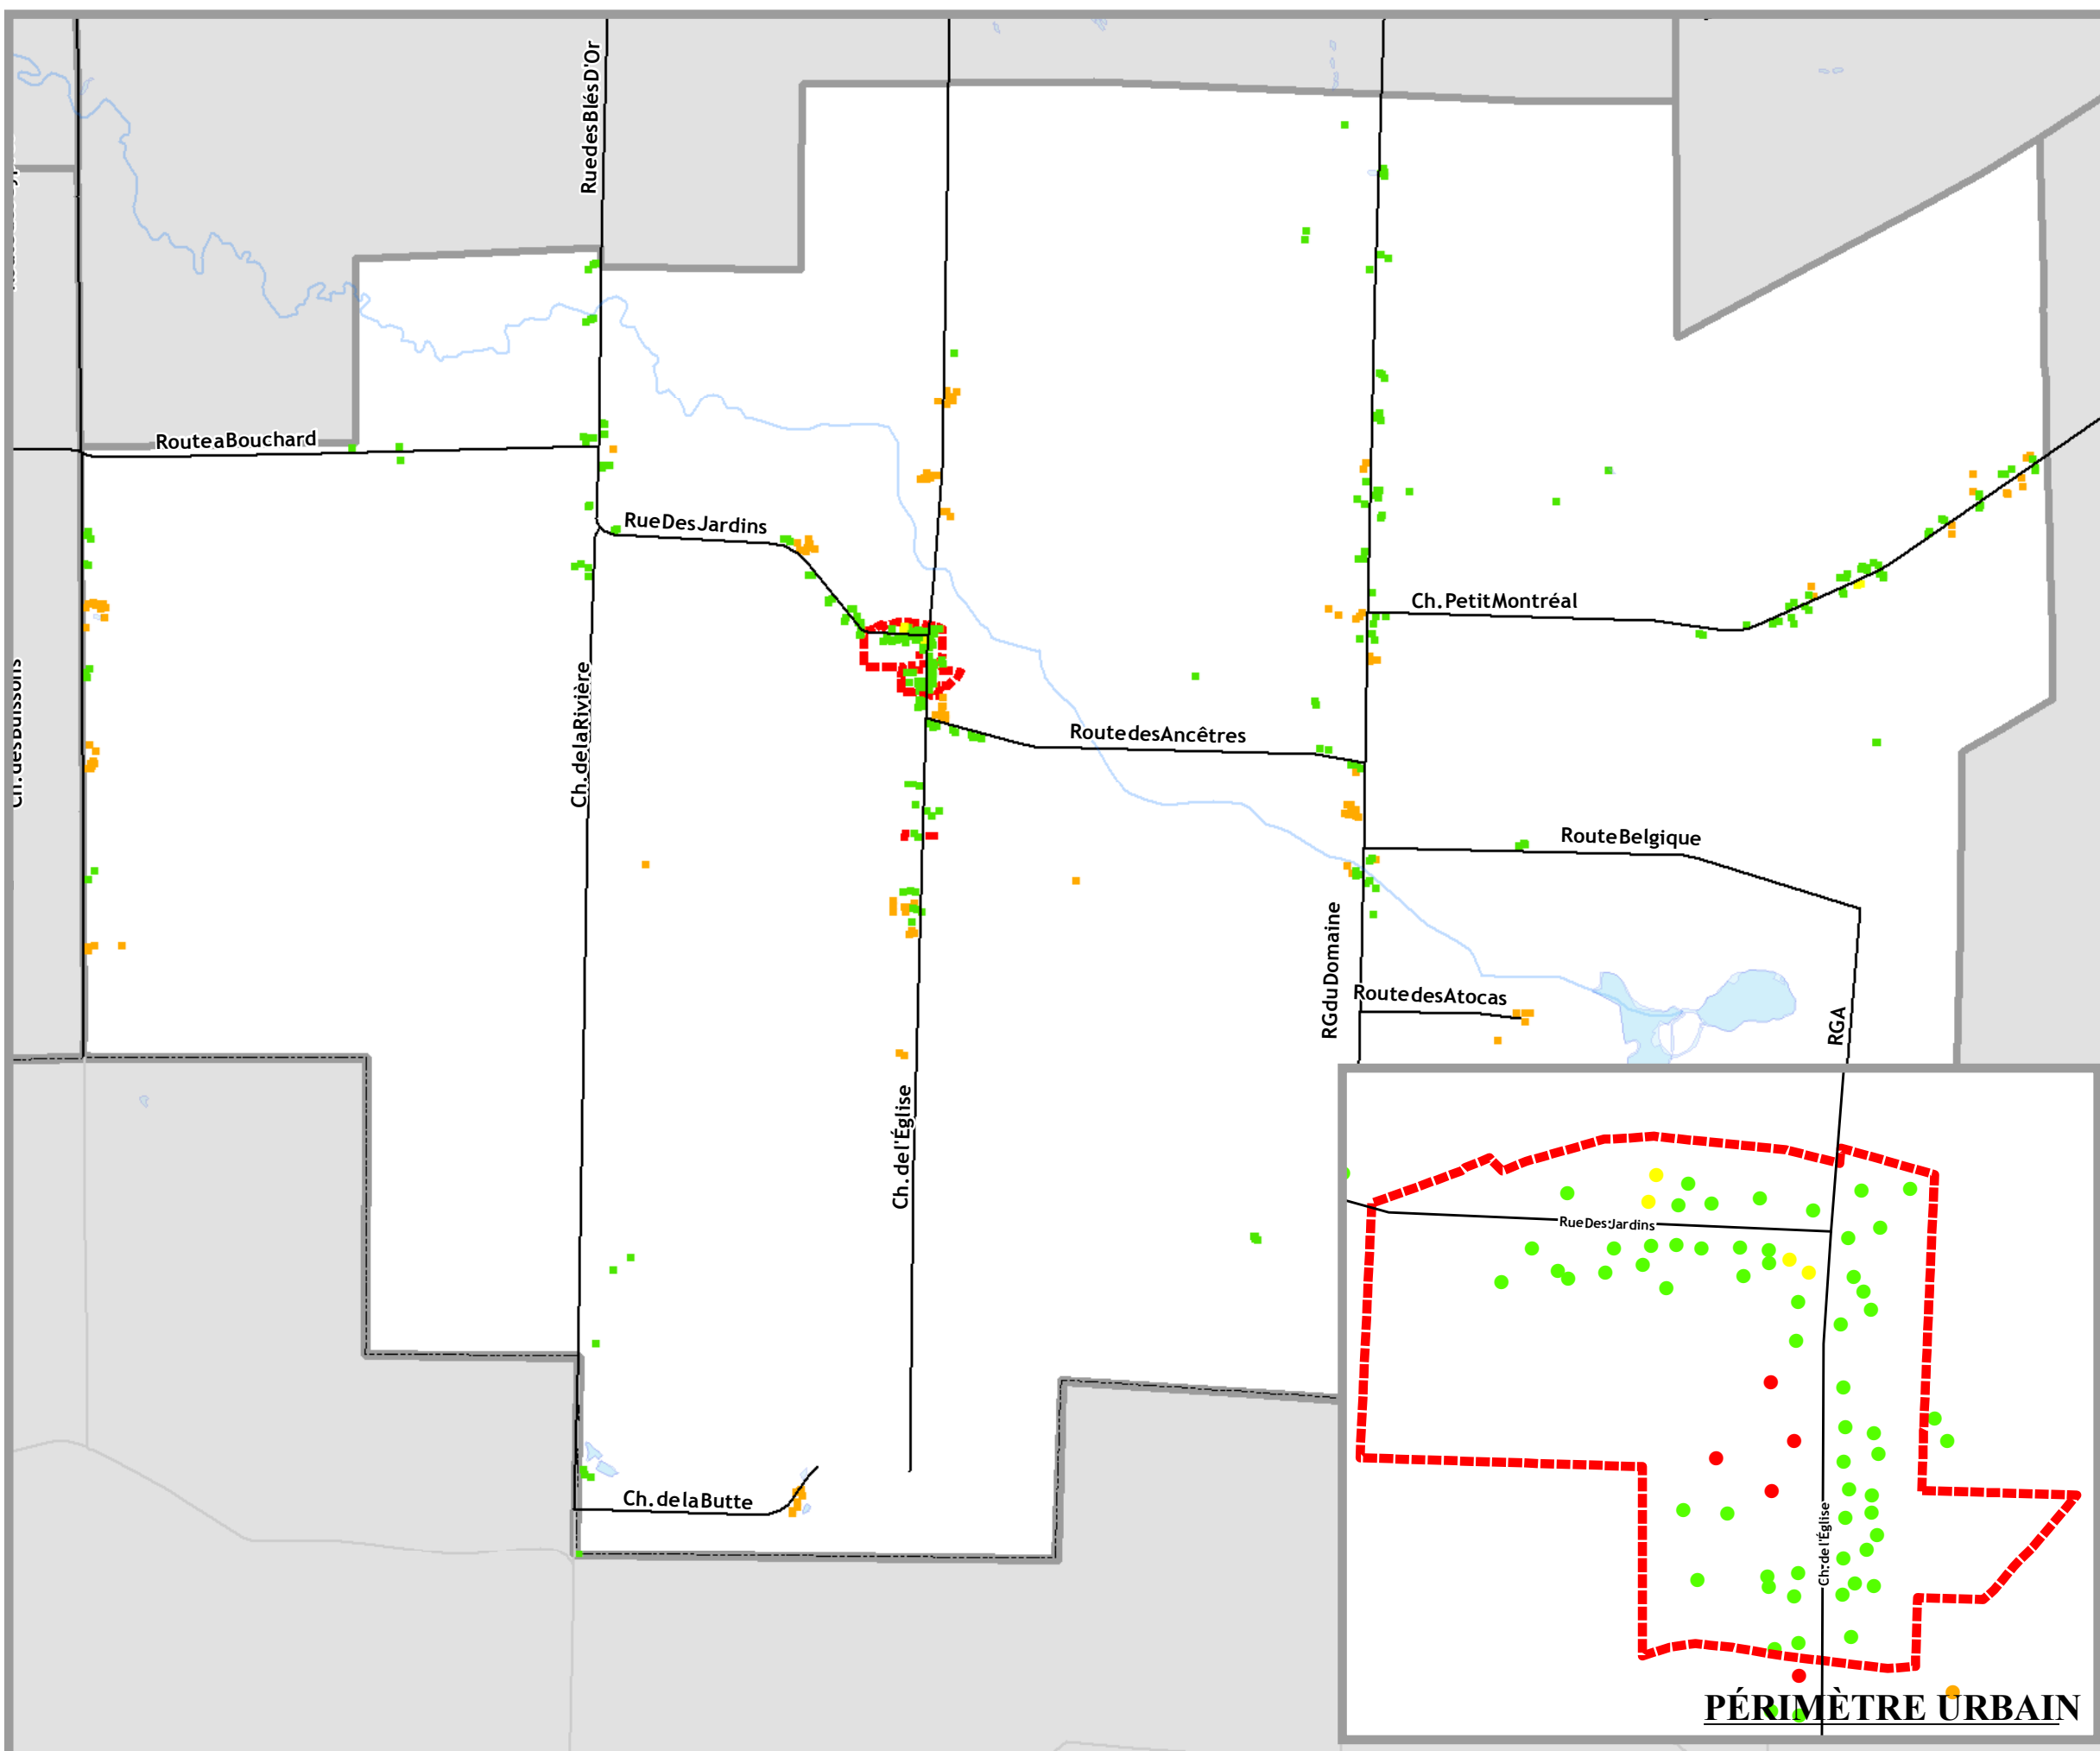 RuedesBlésD'Or
RouteaBouchard
RueDesJardins
Ch.PetitMontréal
Ch.desBuissons
Ch.delaRivière
RoutedesAncêtres
RouteBelgique
RGduDomaine
RoutedesAtocas
RGA
Ch.del'Église
RueDesJardins
Ch.delaButte
Ch.del'Église
PÉRIMÈTRE URBAIN